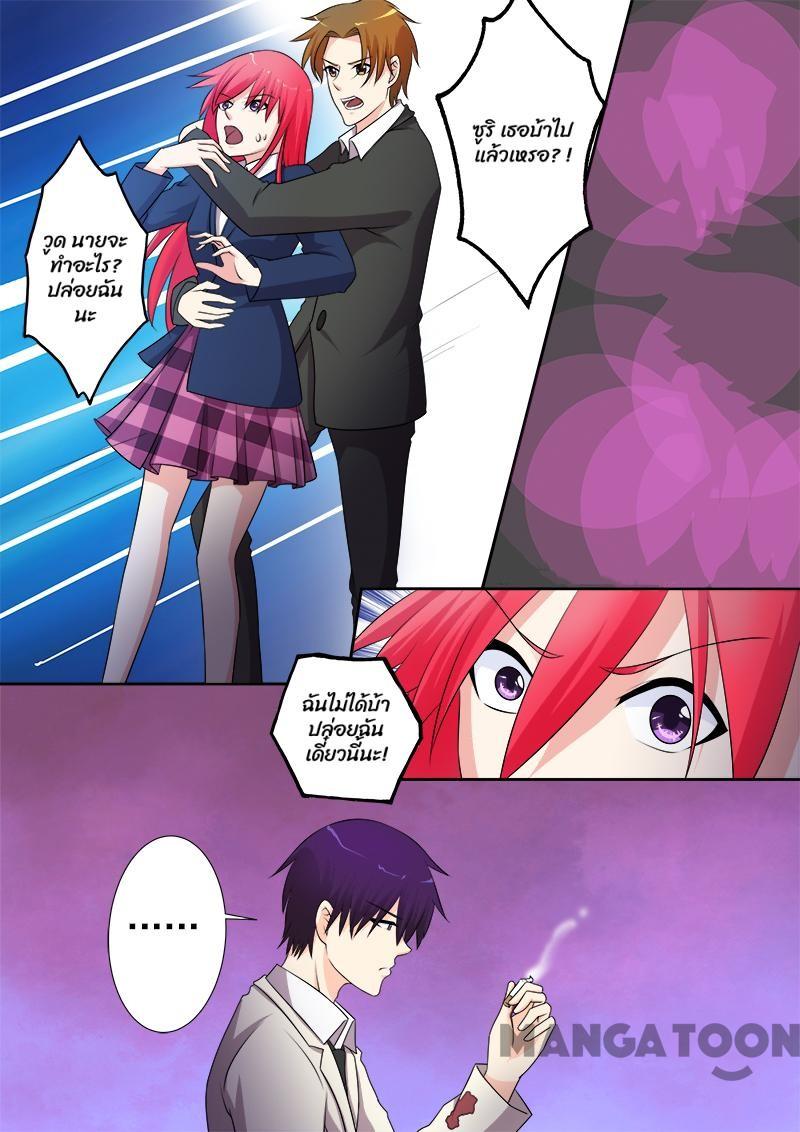 ซูริ เธอบ้าไป
แล้วเหรอ? !
วูด นายจะ
ทำอะไร?
ปล่อยฉัน
นะ
ฉันไม่ได้บ้า
ปล่อยฉัน
เดี๋ยวนี้นะ!
......
MANGATOON